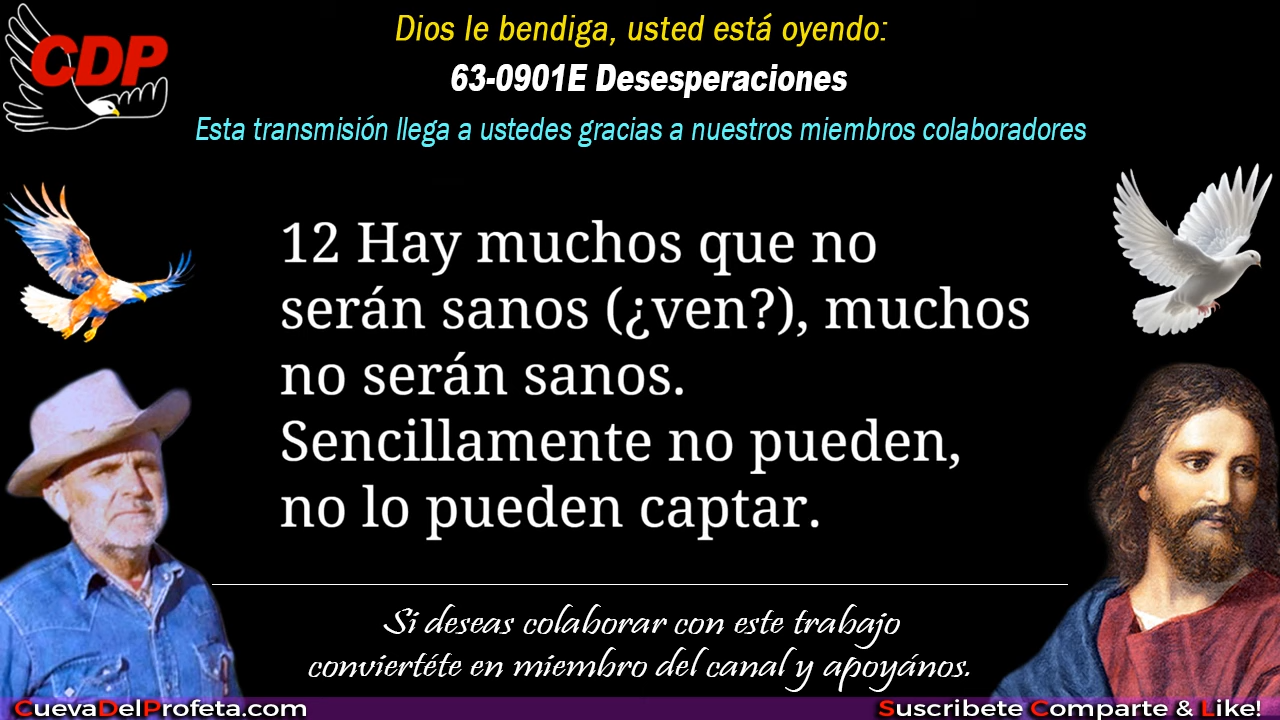 CDP
Dios le bendiga, usted está oyendo:
63-0901E Desesperaciones
Esta transmisión llega a ustedes gracias a nuestros miembros colaboradores
12 Hay muchos que no
serán sanos (¿ven?), muchos
no serán sanos.
Sencillamente no pueden,
no lo pueden captar.
Si deseas colaborar con este trabajo
conviertéte en miembro del canal y apoyános.
CuevaDelProfeta.com
Suscribete Comparte & Like!